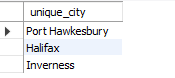 unique_city
Port Hawkesbury
Halifax
Inverness